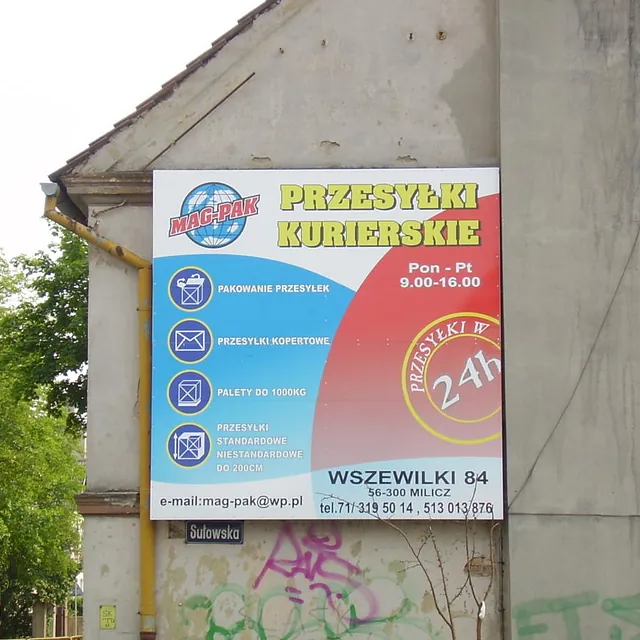 MAG-PAK
PRZESYŁKI
KURIERSKIE
Pon - Pt
9.00-16.00
PAKOWANIE PRZESYŁEK
PRZESYŁKI KOPERTOWE
PALETY DO 1000KG
PRZESYŁKI
STANDARDOWE
NIESTANDARDOWE
DO 200CM
PRZESYŁKI W
24h
WSZEWILKI 84
56-300 MILICZ
e-mail:mag-pak@wp.pl
tel.71/ 319 50 14 , 513 013 876
Sułowska